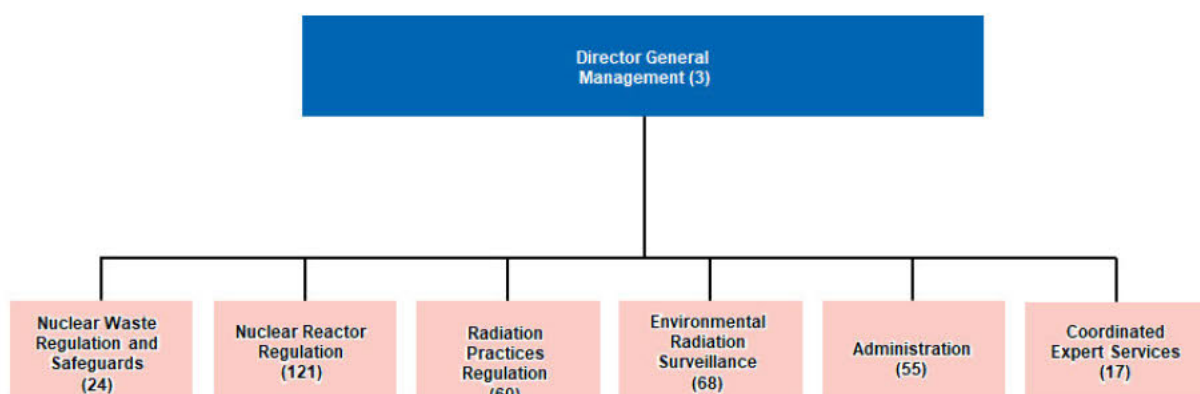 Director General
Management (3)
Nuclear Waste
Regulation and
Safeguards
(24)
Nuclear Reactor
Regulation
(121)
Radiation
Practices
Regulation
Environmental
Radiation
Surveillance
(68)
Administration
(55)
Coordinated
Expert Services
(17)